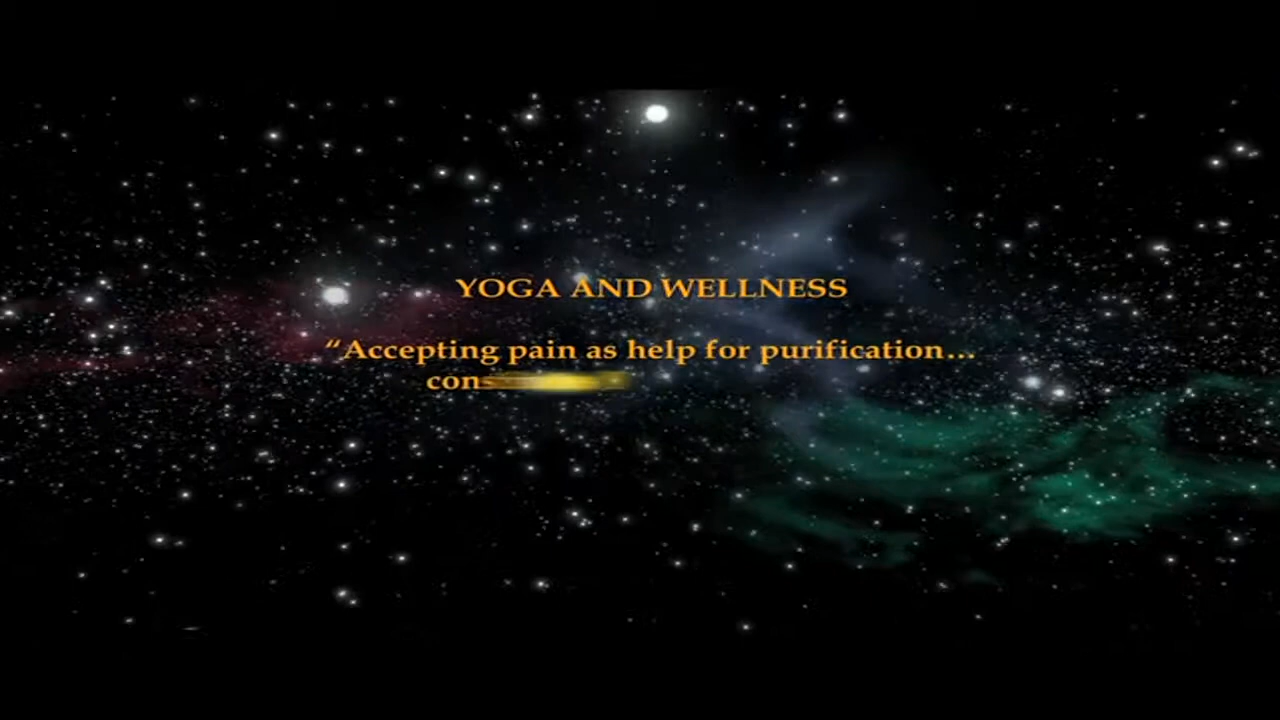 YOGA AND WELLNESS
“Accepting pain as help for purification…